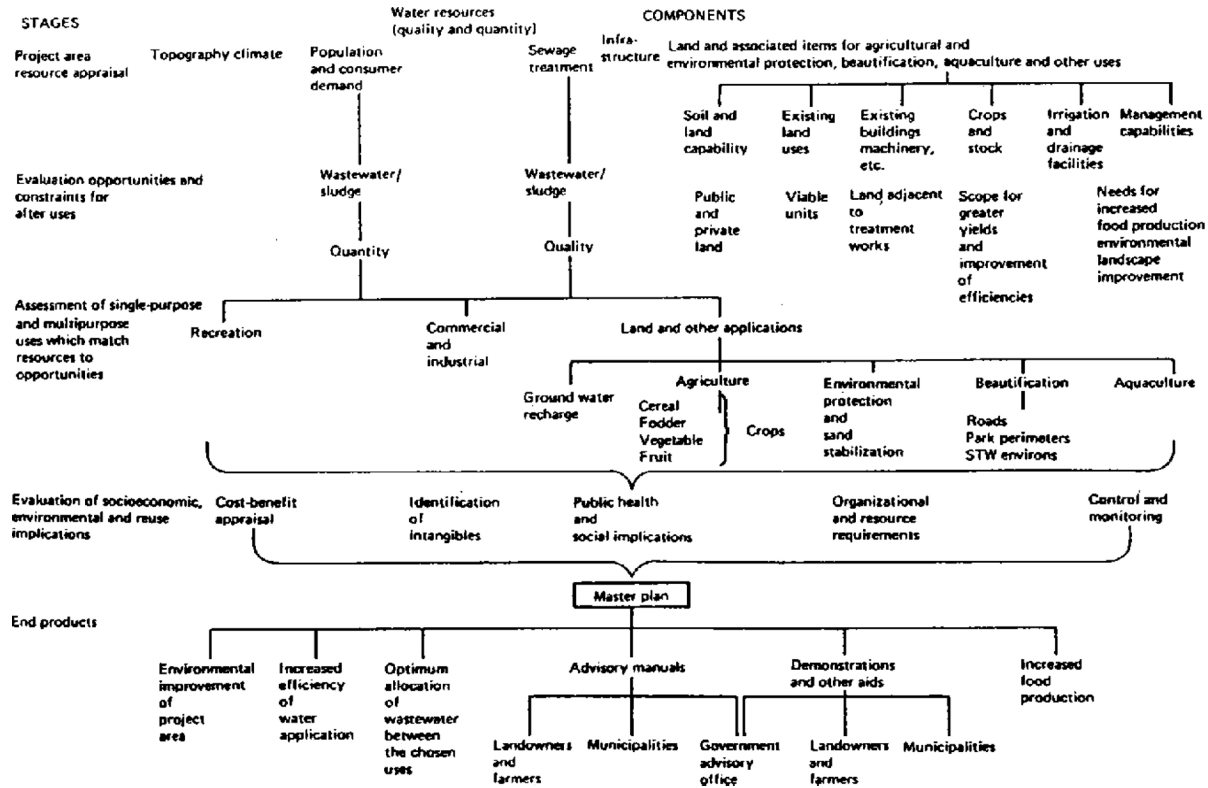 STAGES
COMPONENTS
Water resources
(quality and quantity)
Project area
resource appraisal
Topography climate
Population
and consumer
demand
Sewage
treatment
Infra-
structure
Land and associated items for agricultural and
environmental protection, beautification, aquaculture and other uses
Soil and
land
capability
Existing
land
uses
Existing
buildings
machinery,
etc.
Crops
and
stock
Irrigation
and
drainage
facilities
Management
capabilities
Evaluation opportunities and
constraints for
after uses
Wastewater/
sludge
Wastewater/
sludge
Public
and
private
land
Viable
units
Land adjacent
to
treatment
works
Scope for
greater
yields
and
improvement
of
efficiencies
Needs for
increased
food production
environmental
landscape
improvement
Quantity
Quality
Assessment of single-purpose
and multipurpose
uses which match
resources to
opportunities
Recreation
Commercial
and
industrial
Land and other applications
Ground water
recharge
Agriculture
Cereal
Fodder
Vegetable
Fruit
Crops
Environmental
protection
and
sand
stabilization
Beautification
Roads
Park perimeters
STW environs
Aquaculture
Evaluation of socioeconomic,
environmental and reuse
implications
Cost-benefit
appraisal
Identification
of
intangibles
Public health
and
social implications
Organizational
and resource
requirements
Control and
monitoring
Master plan
End products
Environmental
improvement
of
project
area
Increased
efficiency
of
water
application
Optimum
allocation
of
wastewater
between
the chosen
uses
Advisory manuals
Demonstrations
and other aids
Increased
food
production
Landowners
and
farmers
Municipalities
Government
advisory
office
Landowners
and
farmers
Municipalities